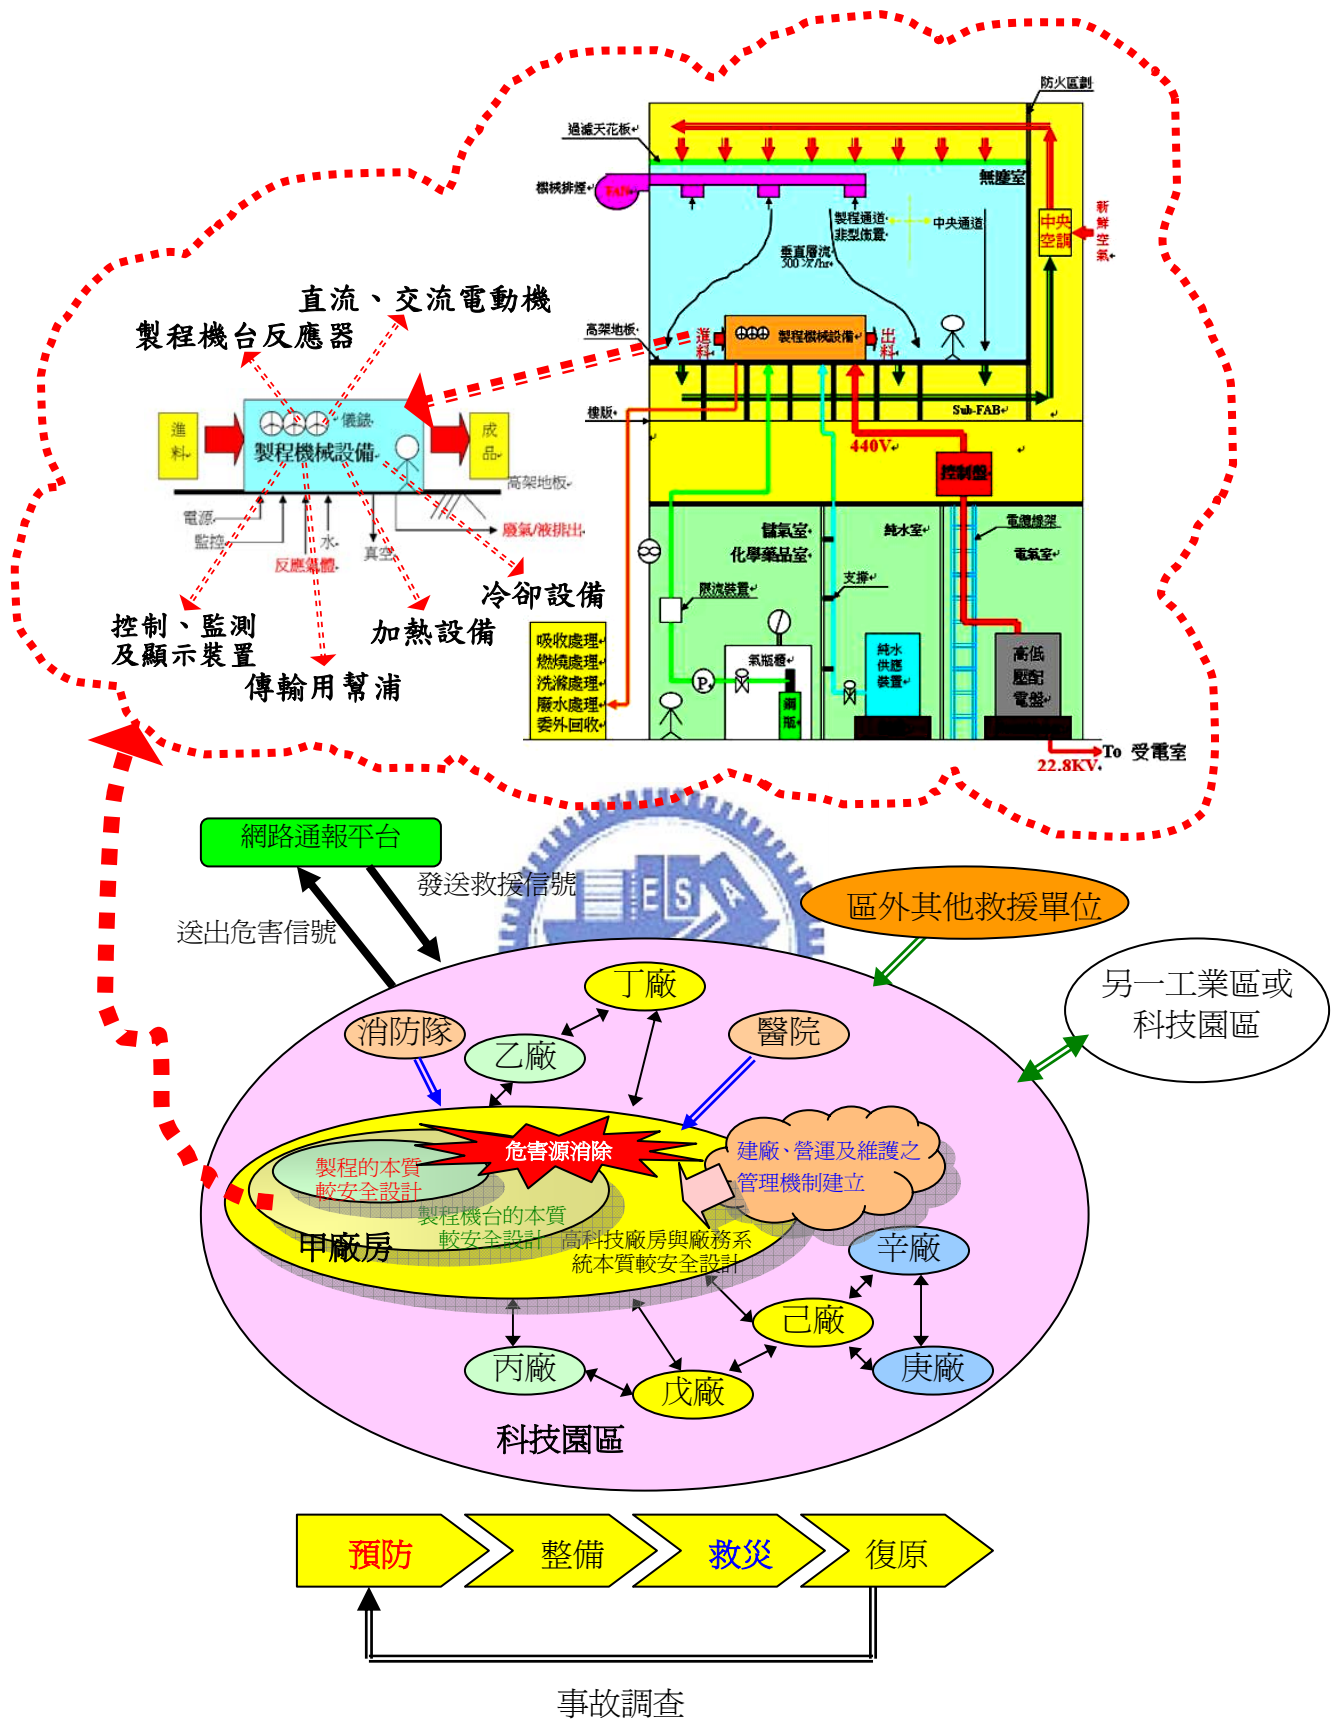 防火區劃
過濾天花板
無塵室
機械排煙
FAB
製程通道
非型佈置
中央通道
垂直層流
中央
空調
新鮮空氣
直流、交流電動機
製程機台反應器
高架地板
進料
製程機械設備
出料
樓版
Sub-FAB
440V
控制盤
進料
儀錶
製程機械設備
成品
高架地板
電源
監控
反應氣體
水
真空
廢氣/液排出
冷卻設備
加熱設備
控制、監測
及顯示裝置
傳輸用幫浦
儲氣室
化學藥品室
純水室
電纜線架
電氣室
限流裝置
支撐
吸收處理
燃燒處理
洗滌處理
廢水處理
委外回收
P
氣瓶櫃
鋼瓶
純水
供應
裝置
高低
壓配
電盤
To 受電室
22.8KV
網路通報平台
發送救援信號
送出危害信號
ESA
區外其他救援單位
另一工業區或
科技園區
丁廠
消防隊
乙廠
醫院
危害源消除
製程的本質
較安全設計
建廠、營運及維護之
管理機制建立
製程機台的本質
較安全設計
甲廠房
高科技廠房與廠務系
統本質較安全設計
辛廠
己廠
丙廠
戊廠
庚廠
科技園區
預防
整備
救災
復原
事故調查